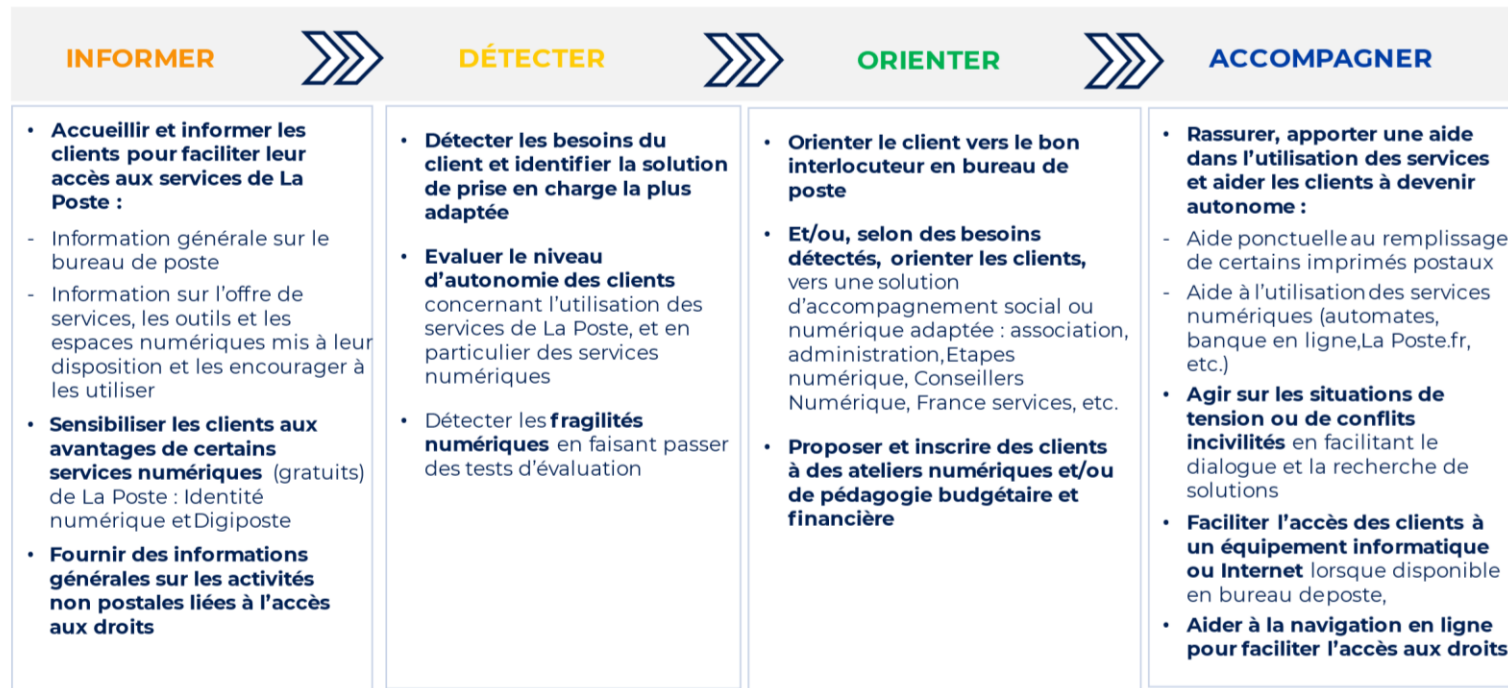 INFORMER
DÉTECTER
ORIENTER
ACCOMPAGNER
• Accueillir et informer les
clients pour faciliter leur
accès aux services de La
Poste :
- Information générale sur le
bureau de poste
- Information sur l’offre de
services, les outils et les
espaces numériques mis à leur
disposition et les encourager à
les utiliser
• Sensibiliser les clients aux
avantages de certains
services numériques (gratuits)
de La Poste : Identité
numérique etDigiposte
• Fournir des informations
générales sur les activités
non postales liées à l’accès
aux droits
• Détecter les besoins du
client et identifier la solution
de prise en charge la plus
adaptée
• Evaluer le niveau
d’autonomie des clients
concernant l’utilisation des
services de La Poste, et en
particulier des services
numériques
• Détecter les fragilités
numériques en faisant passer
des tests d’évaluation
• Orienter le client vers le bon
interlocuteur en bureau de
poste
• Et/ou, selon des besoins
détectés, orienter les clients,
vers une solution
d’accompagnement social ou
numérique adaptée : association,
administration,Etapes
numérique, Conseillers
Numérique, France services, etc.
• Proposer et inscrire des clients
à des ateliers numériques et/ou
de pédagogie budgétaire et
financière
• Rassurer, apporter une aide
dans l’utilisation des services
et aider les clients à devenir
autonome :
- Aide ponctuelle au remplissage
de certains imprimés postaux
- Aide à l’utilisation des services
numériques (automates,
banque en ligne,La Poste.fr,
etc.)
• Agir sur les situations de
tension ou de conflits
incivilités en facilitant le
dialogue et la recherche de
solutions
• Faciliter l’accès des clients à
un équipement informatique
ou Internet lorsque disponible
en bureau deposte,
• Aider à la navigation en ligne
pour faciliter l’accès aux droits